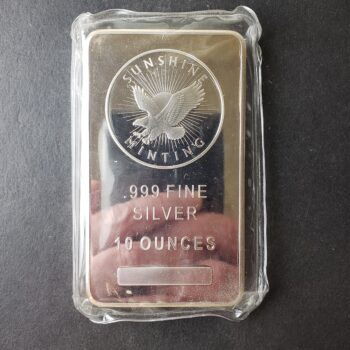 SUNSHINE
MINTING
.999 FINE
SILVER
10 OUNCES